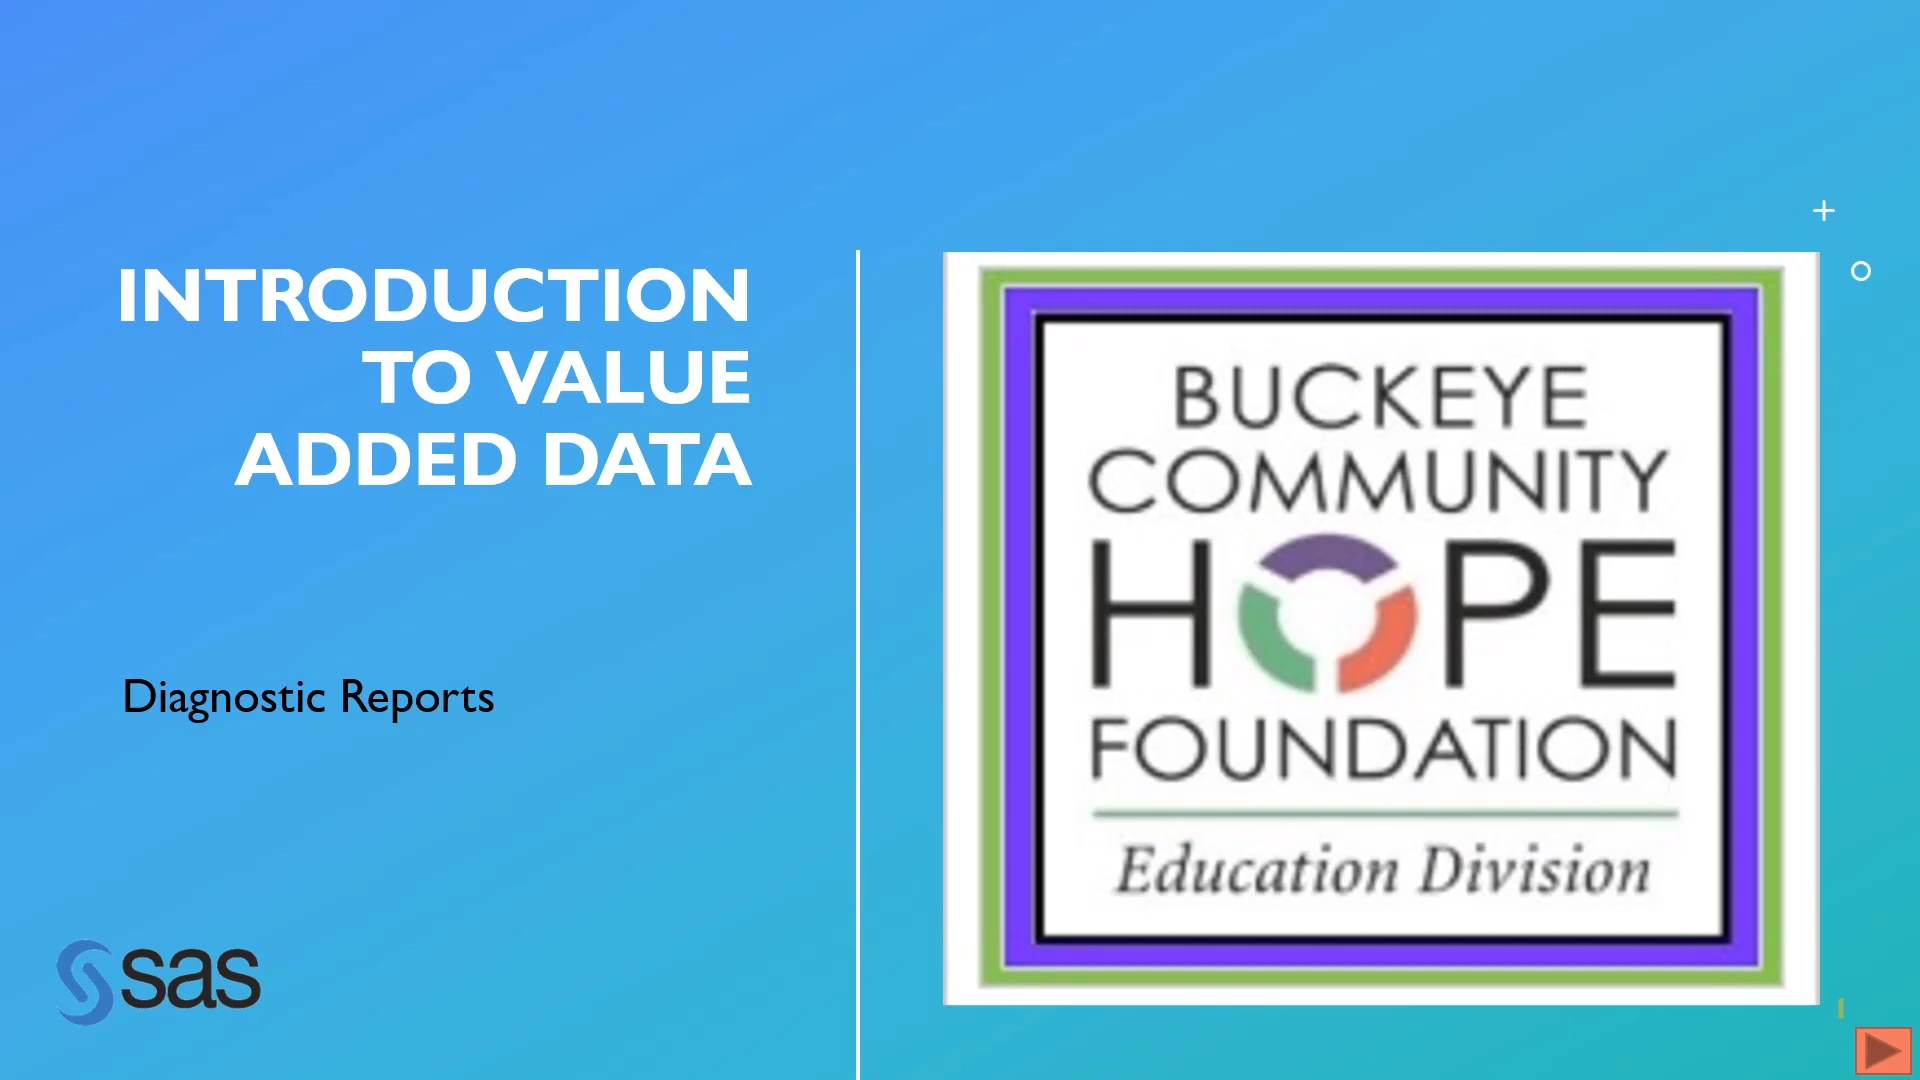 INTRODUCTION
TO VALUE
ADDED DATA
Diagnostic Reports
sas
BUCKEYE
COMMUNITY
HOPE
FOUNDATION
Education Division